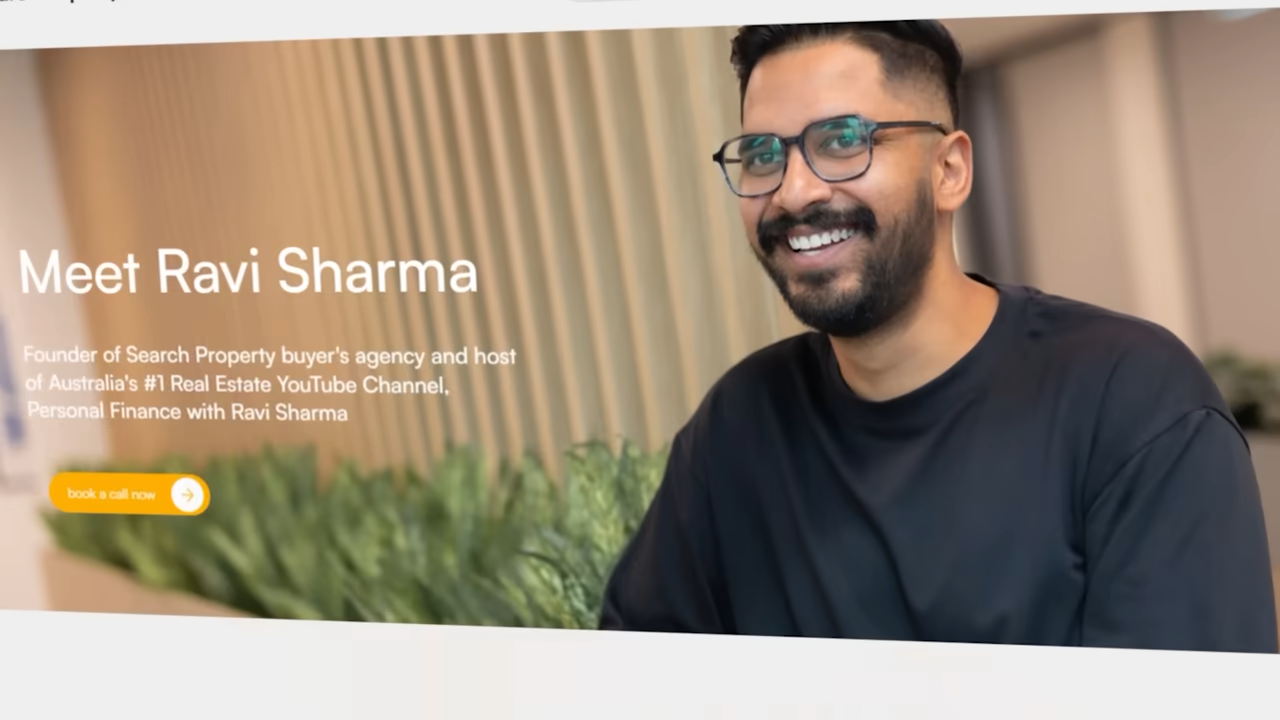 Meet Ravi Sharma
Founder of Search Property buyer's agency and host
of Australia's #1 Real Estate YouTube Channel,
Personal Finance with Ravi Sharma
book a call now